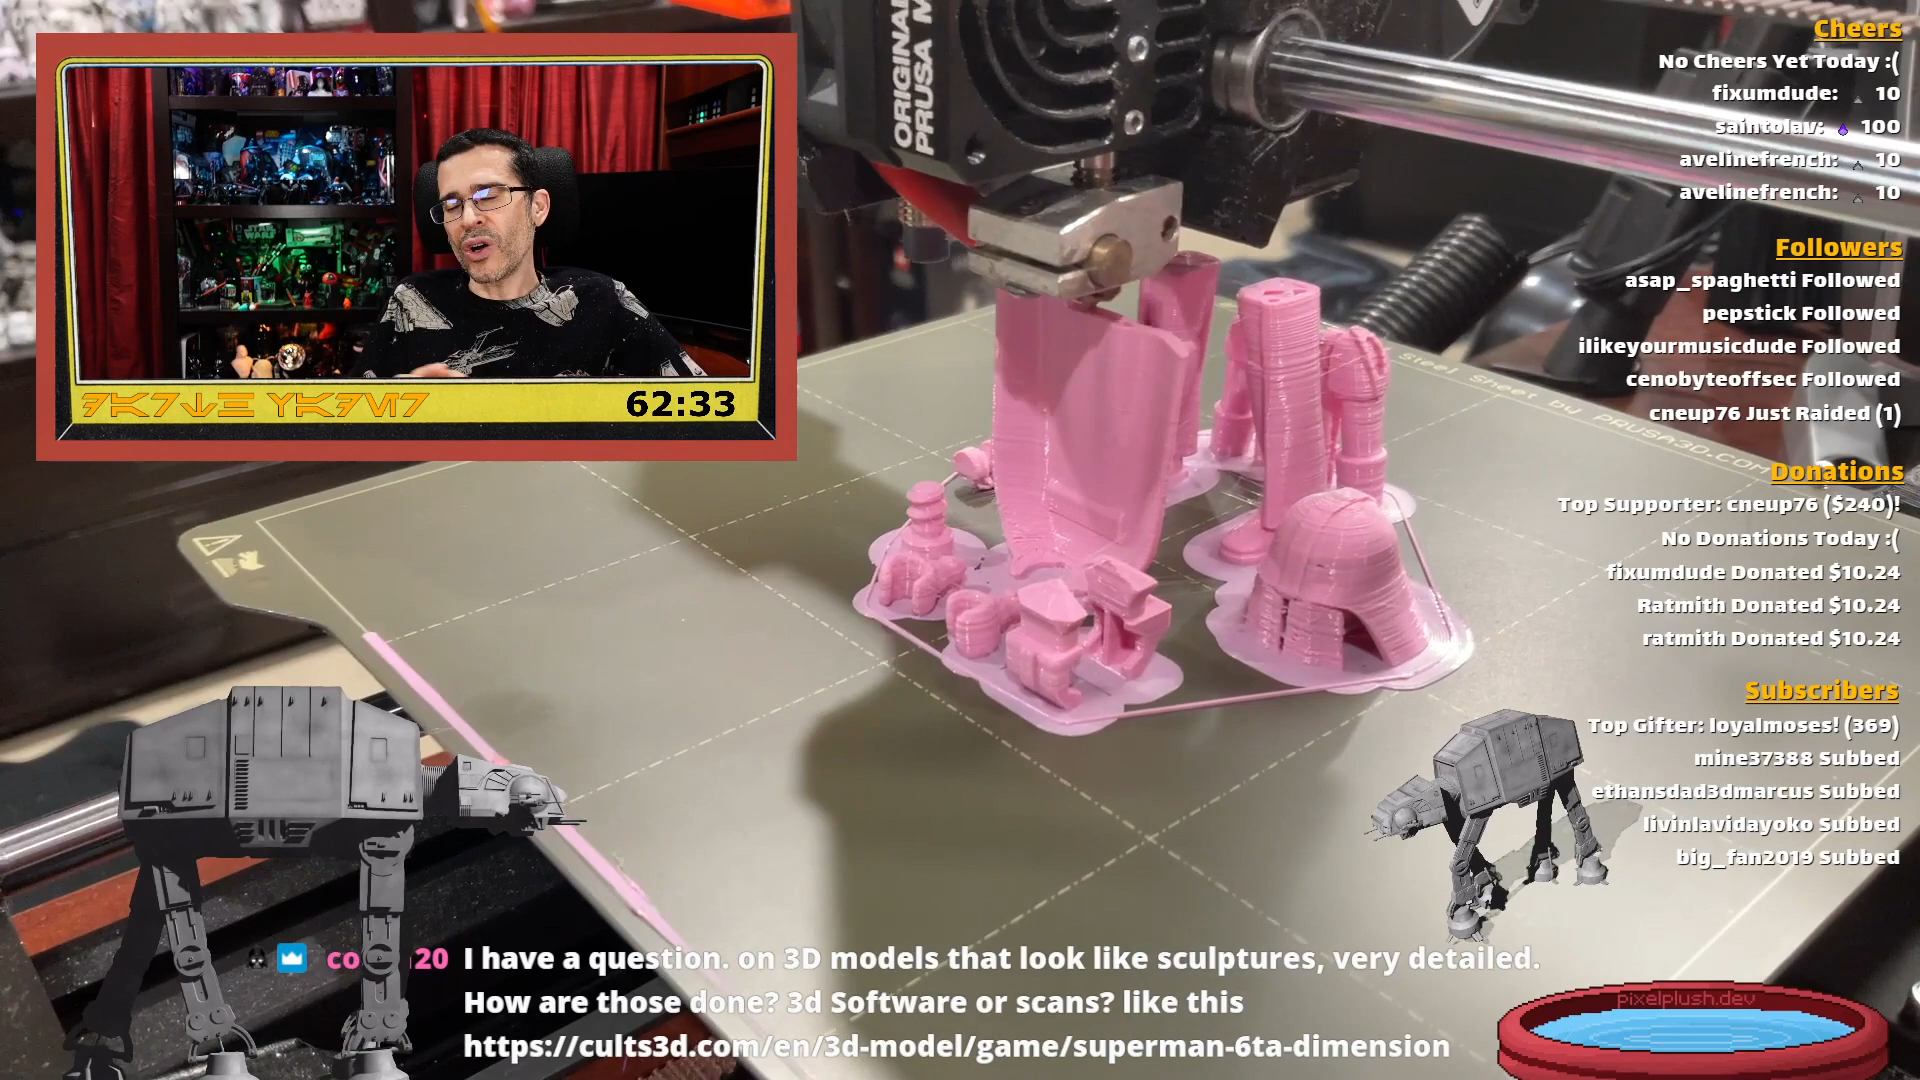 ORIGINAL
PRUSA M
62:33
Steel Sheet by PRUSA3D.COM
Cheers
No Cheers Yet Today :(
fixumdude: 10
saintolav: 100
avelinefrench: 10
avelinefrench: 10
Followers
asap_spaghetti Followed
pepstick Followed
ilikeyourmusicdude Followed
cenobyteoffsec Followed
cneup76 Just Raided (1)
Donations
Top Supporter: cneup76 ($240)!
No Donations Today :(
fixumdude Donated $10.24
Ratmith Donated $10.24
ratmith Donated $10.24
Subscribers
Top Gifter: loyalmoses! (369)
mine37388 Subbed
ethansdad3dmarcus Subbed
livinlavidayoko Subbed
big_fan2019 Subbed
I have a question. on 3D models that look like sculptures, very detailed.
How are those done? 3d Software or scans? like this
https://cults3d.com/en/3d-model/game/superman-6ta-dimension
pixelplush.dev